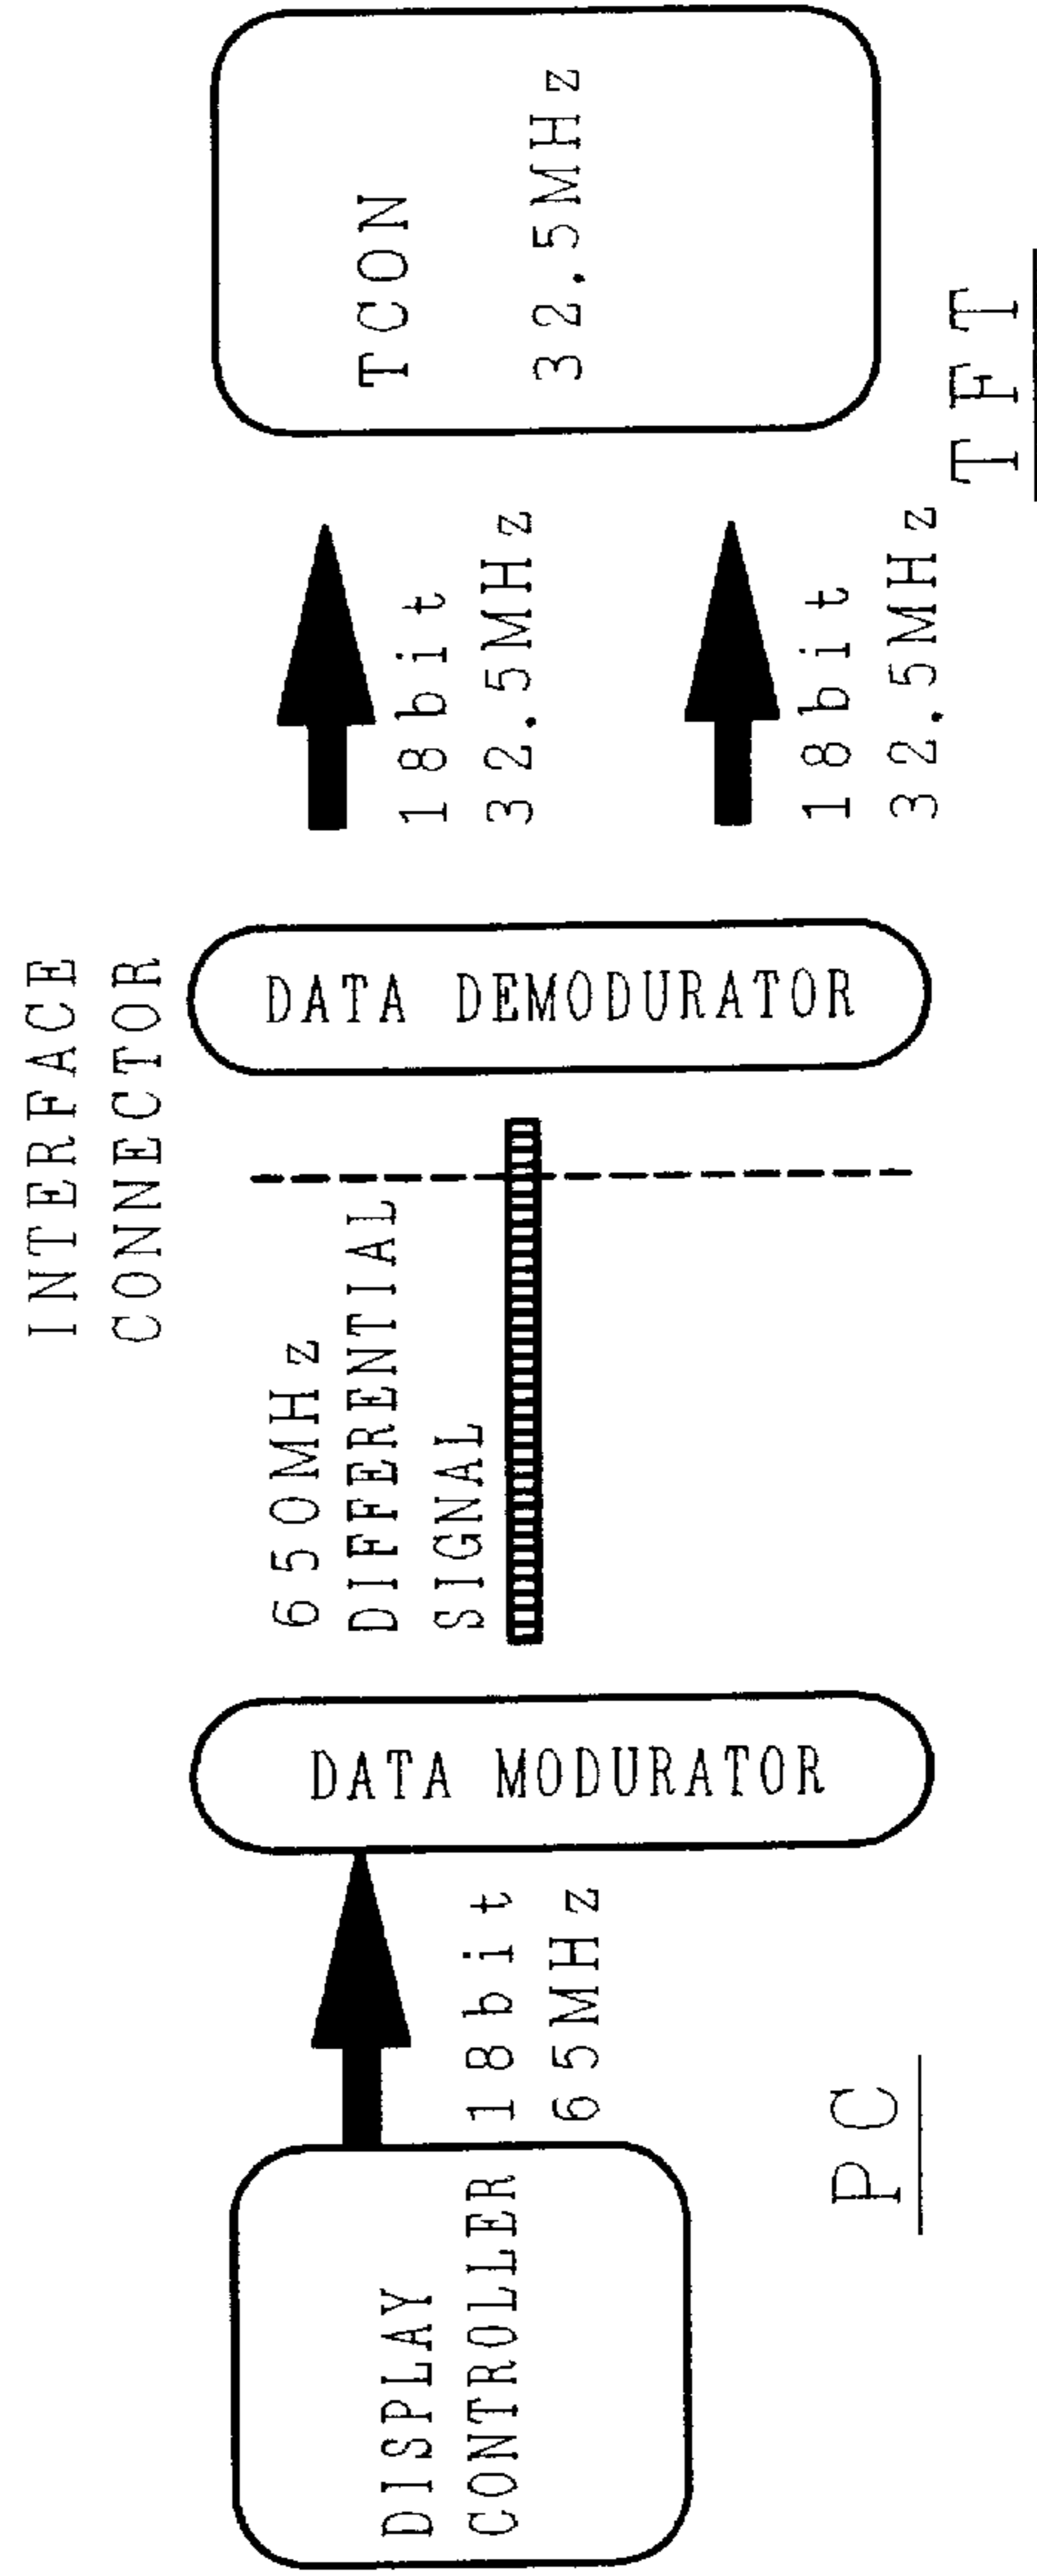 INTERFACE
CONNECTOR
DISPLAY
CONTROLLER
18bit
65MHz
DATA MODURATOR
650MHz
DIFFERENTIAL
SIGNAL
DATA DEMODURATOR
18bit
32.5MHz
18bit
32.5MHz
TCON
32.5MHz
PC
TFT